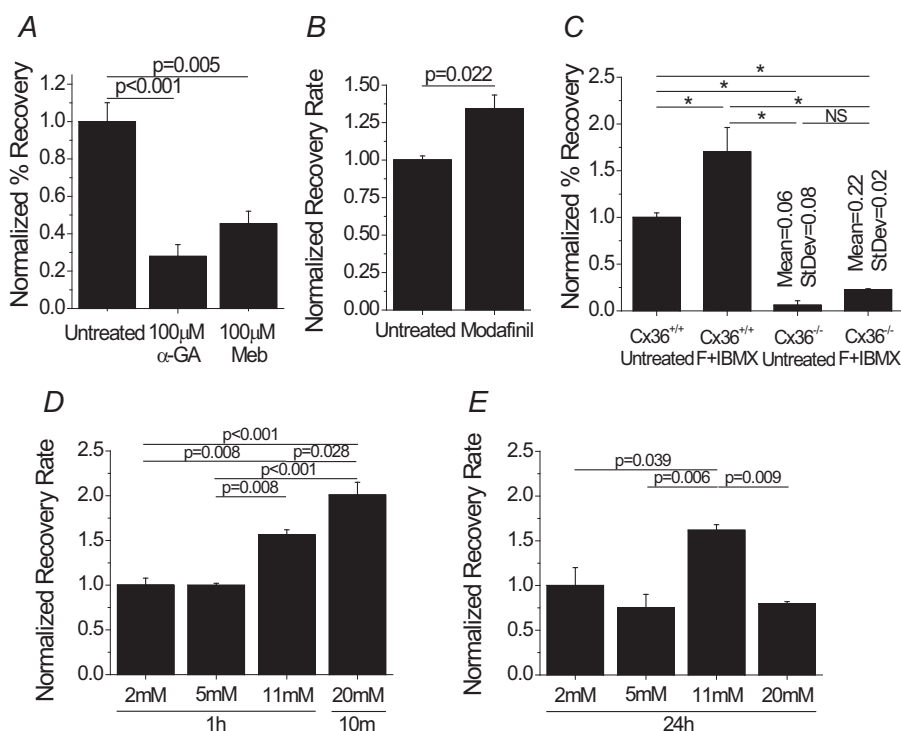 A
Normalized % Recovery
1.2
1.0
0.8
0.6
0.4
0.2
0.0
p=0.005
p<0.001
Untreated 100μM 100μM
α-GA Meb
B
Normalized Recovery Rate
1.50
1.25
1.00
0.75
0.50
0.25
0.00
p=0.022
Untreated Modafinil
C
Normalized % Recovery
2.5
2.0
1.5
1.0
0.5
0.0
*
*
* *
* NS
Mean=0.06
StDev=0.08
Mean=0.22
StDev=0.02
Cx36+/+ Cx36+/+ Cx36-/- Cx36-/-
Untreated F+IBMX Untreated F+IBMX
D
Normalized Recovery Rate
2.5
2.0
1.5
1.0
0.5
0.0
p<0.001
p=0.008 p=0.028
p<0.001
p=0.008
2mM 5mM 11mM 20mM
1h 10m
E
Normalized Recovery Rate
2.5
2.0
1.5
1.0
0.5
0.0
p=0.039
p=0.006 p=0.009
2mM 5mM 11mM 20mM
24h